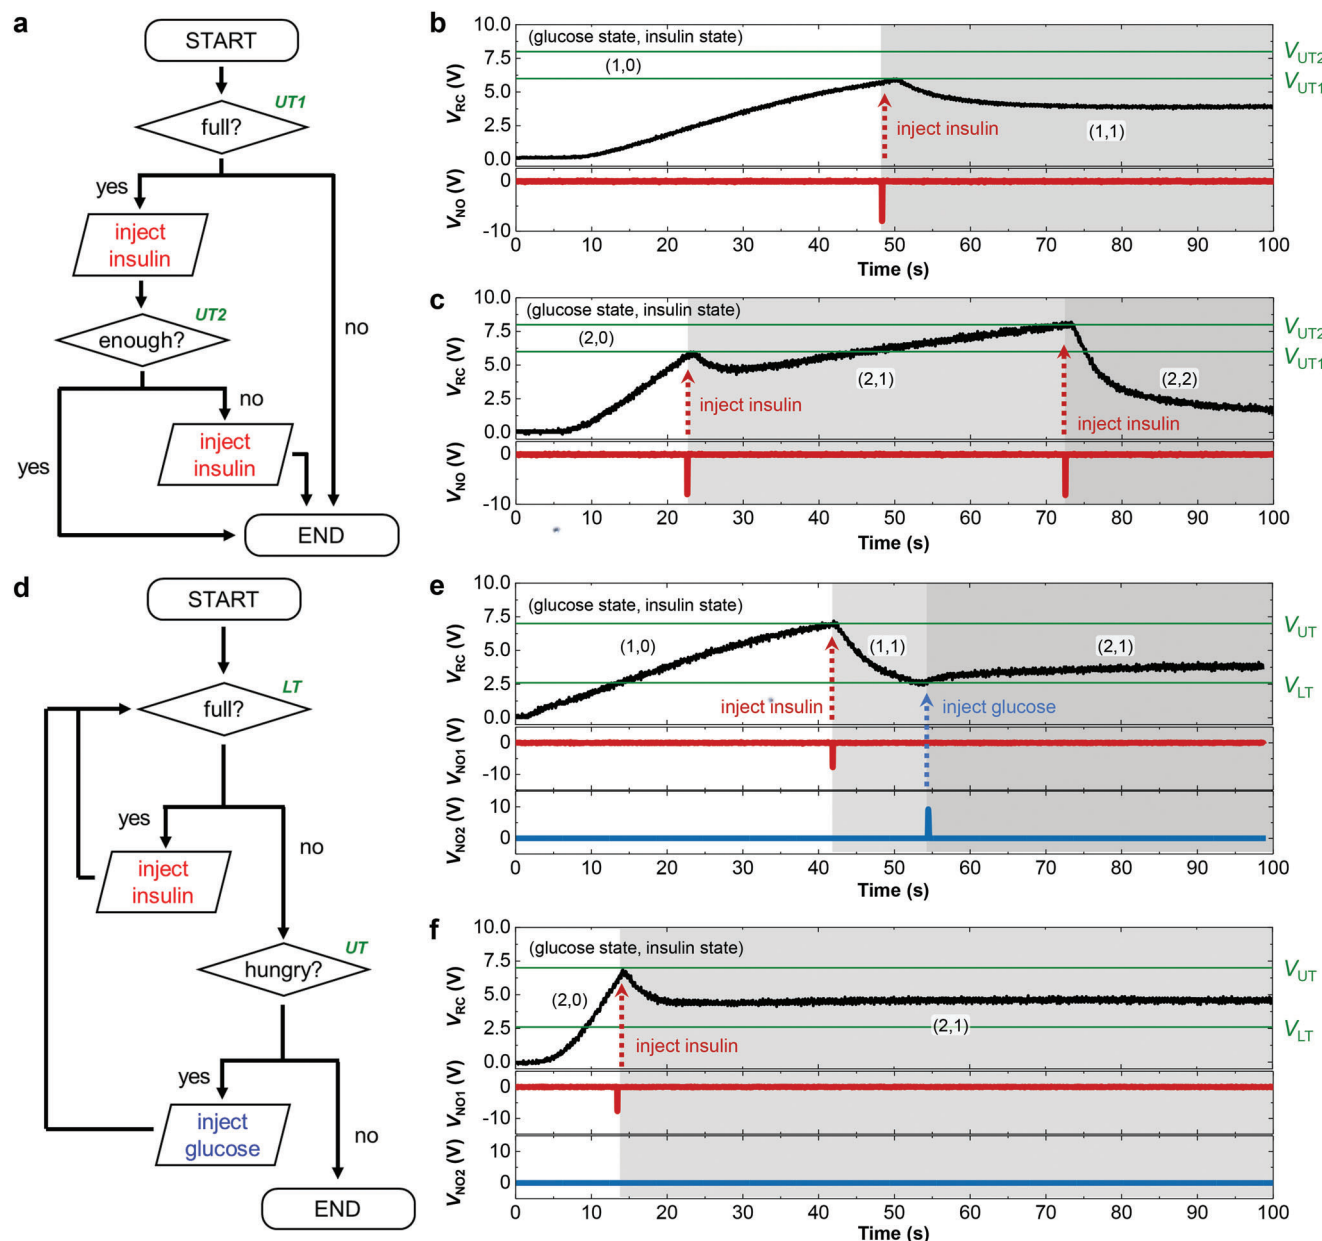 a
START
UT1
full?
yes
inject
insulin
UT2
enough?
no
no
inject
insulin
yes
END
b
(glucose state, insulin state)
(1,0)
inject insulin
(1,1)
VUT2
VUT1
10.0
7.5
5.0
2.5
0.0
VRC (V)
0
-10
VNO (V)
0 10 20 30 40 50 60 70 80 90 100
Time (s)
c
(glucose state, insulin state)
(2,0)
inject insulin
(2,1)
inject insulin
(2,2)
VUT2
VUT1
10.0
7.5
5.0
2.5
0.0
VRC (V)
0
-10
VNO (V)
0 10 20 30 40 50 60 70 80 90 100
Time (s)
d
START
LT
full?
yes
no
inject
insulin
UT
hungry?
yes
inject
glucose
no
END
e
(glucose state, insulin state)
(1,0)
(1,1)
(2,1)
inject insulin
inject glucose
VUT
VLT
10.0
7.5
5.0
2.5
0.0
VRC (V)
0
-10
VNO1 (V)
10
0
VNO2 (V)
0 10 20 30 40 50 60 70 80 90 100
Time (s)
f
(glucose state, insulin state)
(2,0)
(2,1)
inject insulin
VUT
VLT
10.0
7.5
5.0
2.5
0.0
VRC (V)
0
-10
VNO1 (V)
10
0
VNO2 (V)
0 10 20 30 40 50 60 70 80 90 100
Time (s)